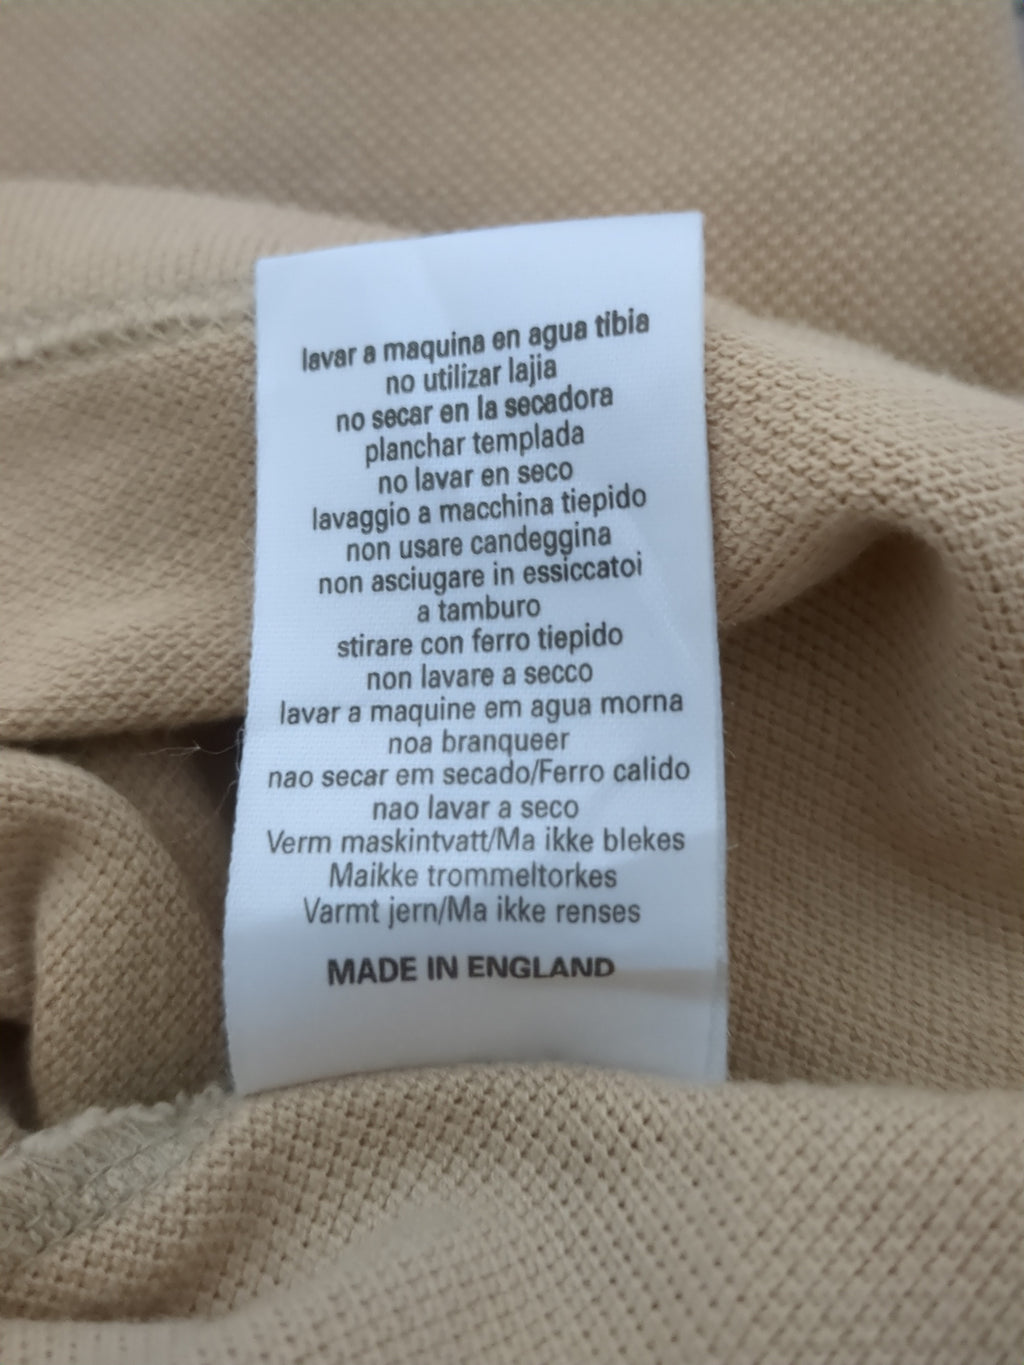 lavar a maquina en agua tibia
no utilizar lajia
no secar en la secadora
planchar templada
no lavar en seco
lavaggio a macchina tiepido
non usare candeggina
non asciugare in essiccatoi
a tamburo
stirare con ferro tiepido
non lavare a secco
lavar a maquine em agua morna
noa branqueer
nao secar em secado/Ferro calido
nao lavar a seco
Verm maskintvatt/Ma ikke blekes
Maikke trommeltorkes
Varmt jern/Ma ikke renses
MADE IN ENGLAND